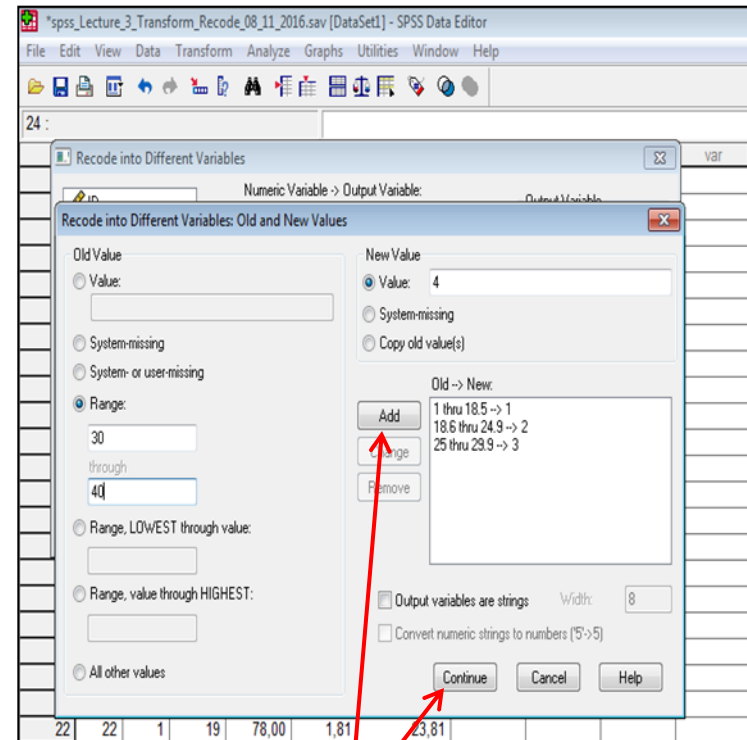 *spss_Lecture_3_Transform_Recode_08_11_2016.sav [DataSet1] - SPSS Data Editor
File Edit View Data Transform Analyze Graphs Utilities Window Help
24 :
Recode into Different Variables
var
ID
Numeric Variable -> Output Variable:
Output Variable
Recode into Different Variables: Old and New Values
Old Value
Value:
System-missing
System- or user-missing
Range:
30
through
40
Range, LOWEST through value:
Range, value through HIGHEST:
All other values
New Value
Value: 4
System-missing
Copy old value(s)
Old --> New:
Add
Change
Remove
1 thru 18.5 --> 1
18.6 thru 24.9 --> 2
25 thru 29.9 --> 3
Output variables are strings Width: 8
Convert numeric strings to numbers ('5'->5)
Continue Cancel Help
22 22 1 19 78,00 1,81 23,81